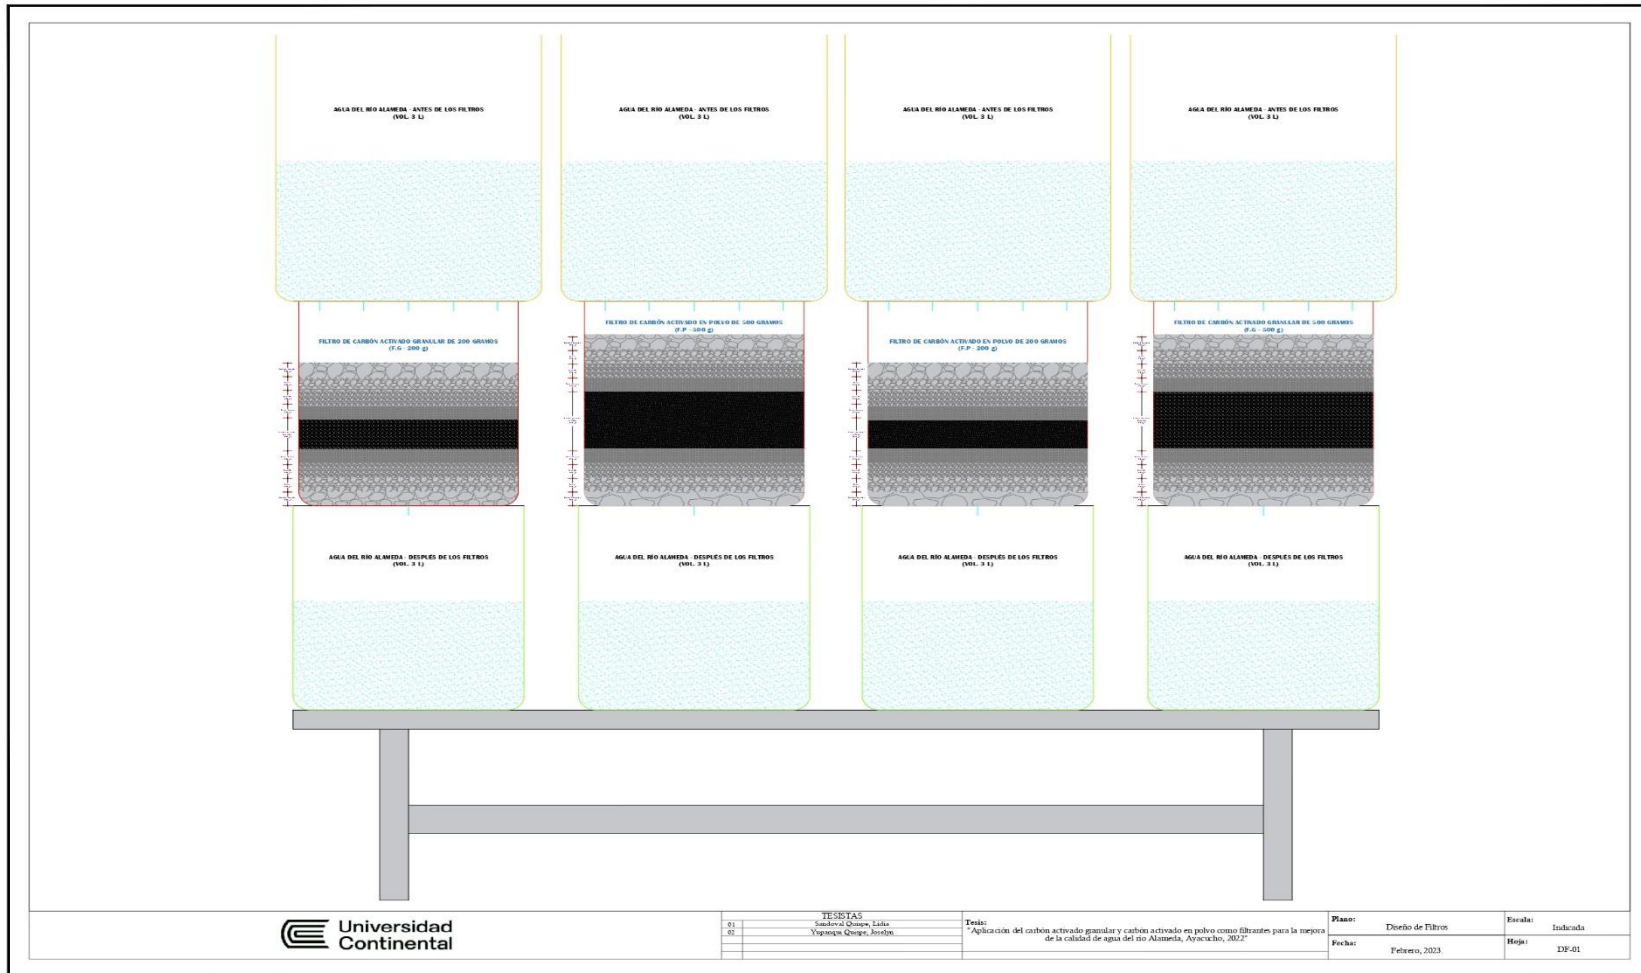 AGUA DEL RÍO ALAMEDA - ANTES DE LOS FILTROS
(VOL. 3 L)
AGUA DEL RÍO ALAMEDA - ANTES DE LOS FILTROS
(VOL. 3 L)
AGUA DEL RÍO ALAMEDA - ANTES DE LOS FILTROS
(VOL. 3 L)
AGUA DEL RÍO ALAMEDA - ANTES DE LOS FILTROS
(VOL. 3 L)
FILTRO DE CARBÓN ACTIVADO GRANULAR DE 200 GRAMOS
(F.G - 200 g)
FILTRO DE CARBÓN ACTIVADO EN POLVO DE 500 GRAMOS
(F.P - 500 g)
FILTRO DE CARBÓN ACTIVADO EN POLVO DE 200 GRAMOS
(F.P - 200 g)
FILTRO DE CARBÓN ACTIVADO GRANULAR DE 500 GRAMOS
(F.G - 500 g)
AGUA DEL RÍO ALAMEDA - DESPUÉS DE LOS FILTROS
(VOL. 3 L)
AGUA DEL RÍO ALAMEDA - DESPUÉS DE LOS FILTROS
(VOL. 3 L)
AGUA DEL RÍO ALAMEDA - DESPUÉS DE LOS FILTROS
(VOL. 3 L)
AGUA DEL RÍO ALAMEDA - DESPUÉS DE LOS FILTROS
(VOL. 3 L)
Universidad
Continental
TESISTAS
01 Sandoval Quispe, Lidia
02 Yupanqui Quispe, Joselyn
Tesis:
"Aplicación del carbón activado granular y carbón activado en polvo como filtrantes para la mejora
de la calidad de agua del río Alameda, Ayacucho, 2022"
Plano: Diseño de Filtros
Fecha: Febrero, 2023
Escala: Indicada
Hoja: DF-01